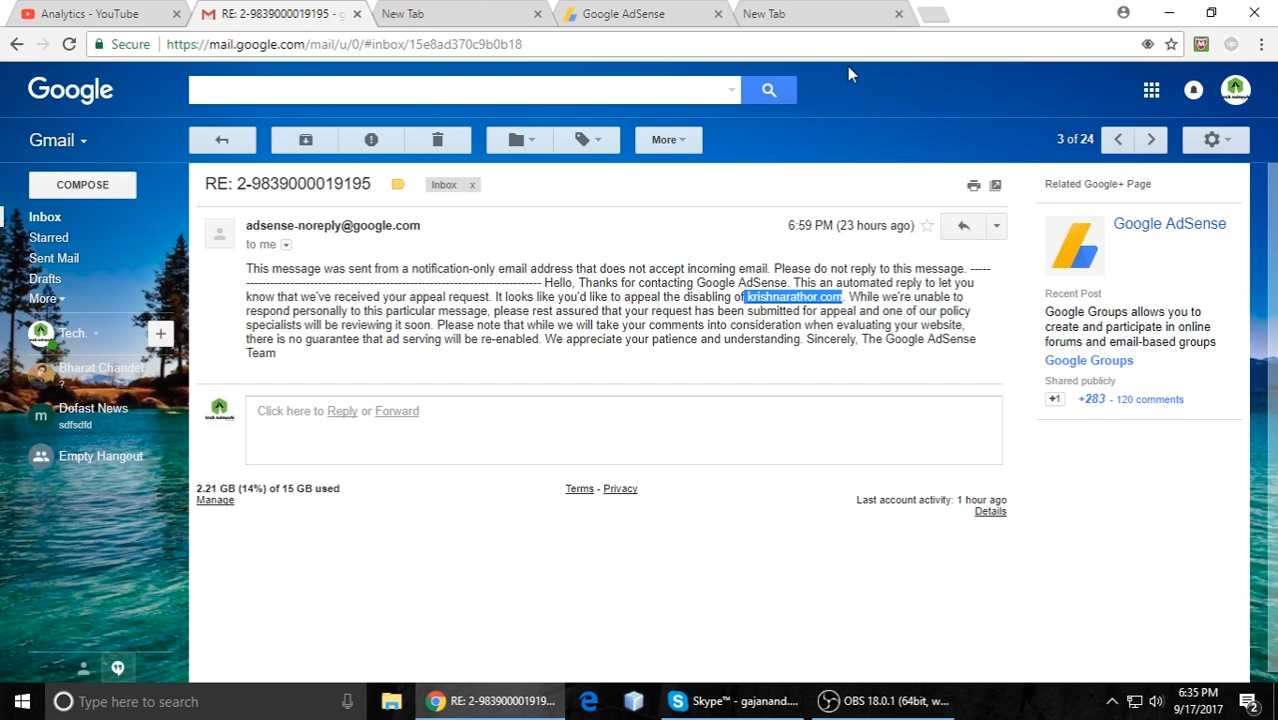 Analytics - YouTube
RE: 2-9839000019195 - g
New Tab
Google AdSense
New Tab
Secure
https://mail.google.com/mail/u/0/#inbox/15e8ad370c9b0b18
Google
Gmail
More
3 of 24
COMPOSE
RE: 2-9839000019195
Inbox x
Related Google+ Page
Inbox
Starred
Sent Mail
Drafts
More
adsense-noreply@google.com
6:59 PM (23 hours ago)
to me
Google AdSense
This message was sent from a notification-only email address that does not accept incoming email. Please do not reply to this message. -----
------------------------------------------------------------------------- Hello, Thanks for contacting Google AdSense. This an automated reply to let you
know that we've received your appeal request. It looks like you'd like to appeal the disabling of krishnarathor.com. While we're unable to
respond personally to this particular message, please rest assured that your request has been submitted for appeal and one of our policy
specialists will be reviewing it soon. Please note that while we will take your comments into consideration when evaluating your website,
there is no guarantee that ad serving will be re-enabled. We appreciate your patience and understanding. Sincerely, The Google AdSense
Team
Recent Post
Google Groups allows you to
create and participate in online
forums and email-based groups
Google Groups
Shared publicly
+1
+283 - 120 comments
Tech.
Bharat Chandel
?
m
Dofast News
sdfsdfd
Empty Hangout
Click here to Reply or Forward
2.21 GB (14%) of 15 GB used
Manage
Terms - Privacy
Last account activity: 1 hour ago
Details
Type here to search
RE: 2-983900001919...
Skype™ - gajanand....
OBS 18.0.1 (64bit, w...
6:35 PM
9/17/2017
2